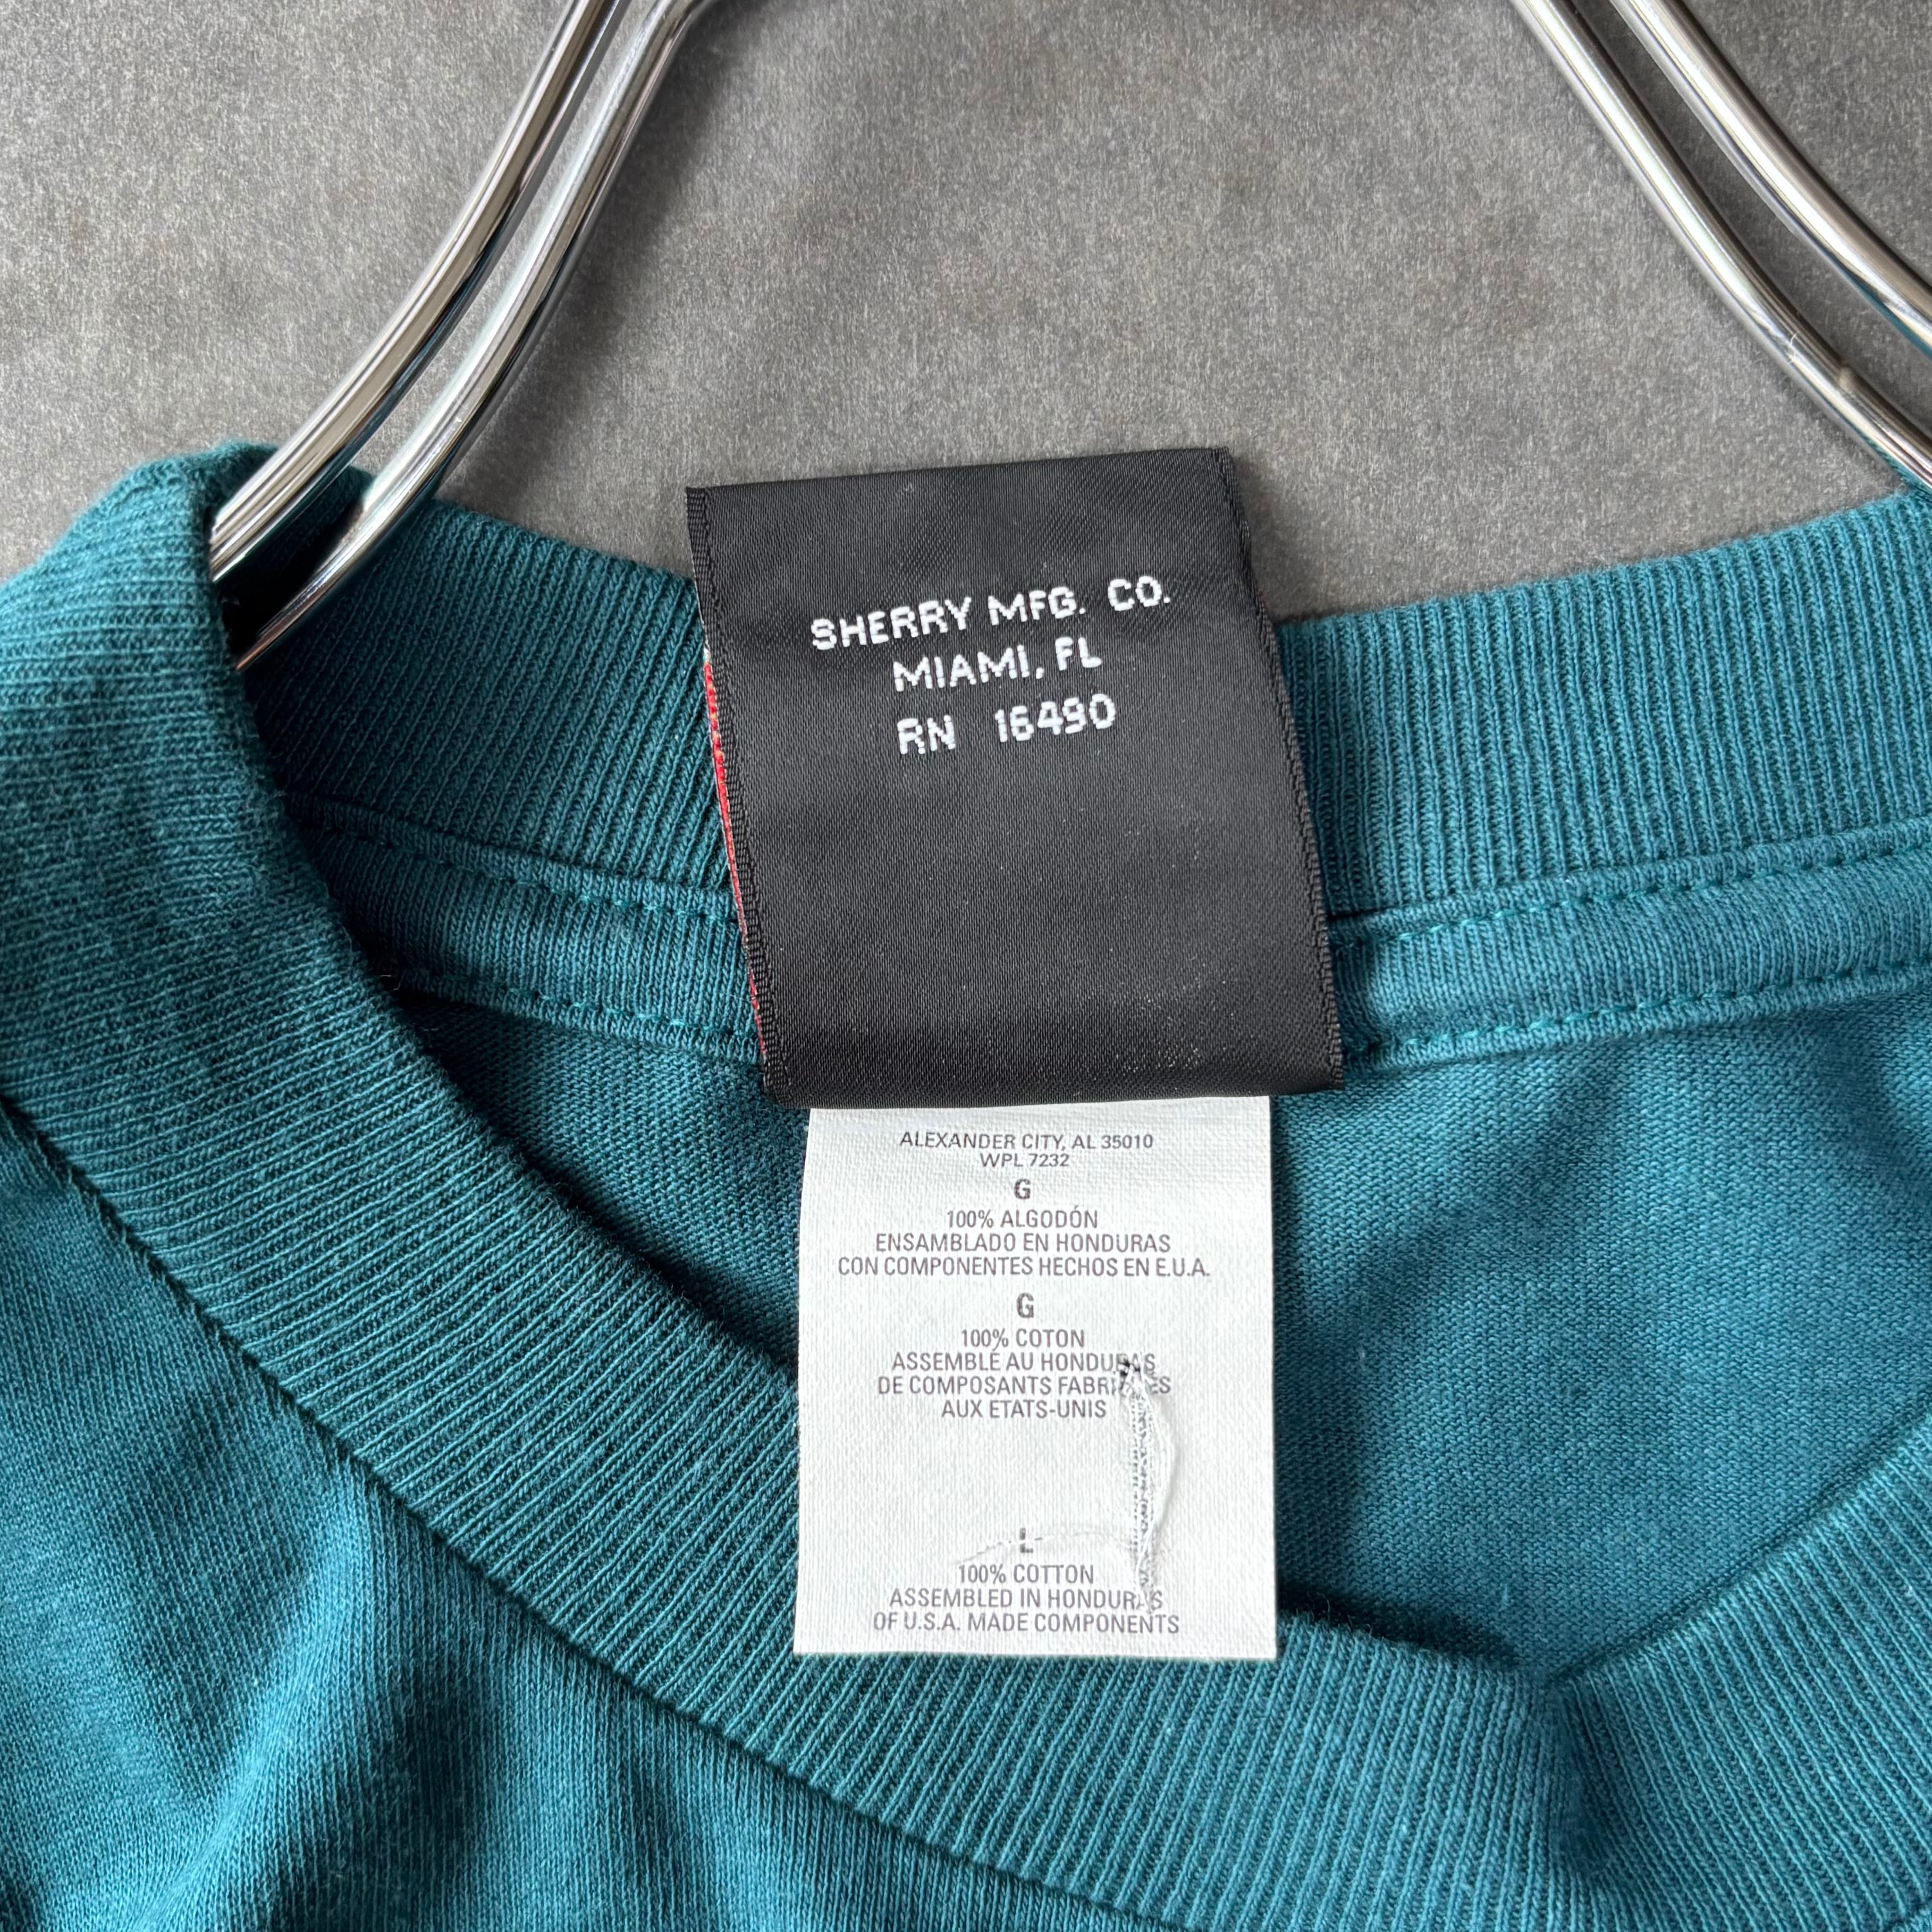 SHERRY MFG. CO.
MIAMI, FL
RN 16490
ALEXANDER CITY, AL 35010
WPL 7232
G
100% ALGODÓN
ENSAMBLADO EN HONDURAS
CON COMPONENTES HECHOS EN E.U.A.
G
100% COTON
ASSEMBLÉ AU HONDURAS
DE COMPOSANTS
AUX ETATS-UNIS
L
100% COTTON
ASSEMBLED IN HONDURAS
OF U.S.A. MADE COMPONENTS